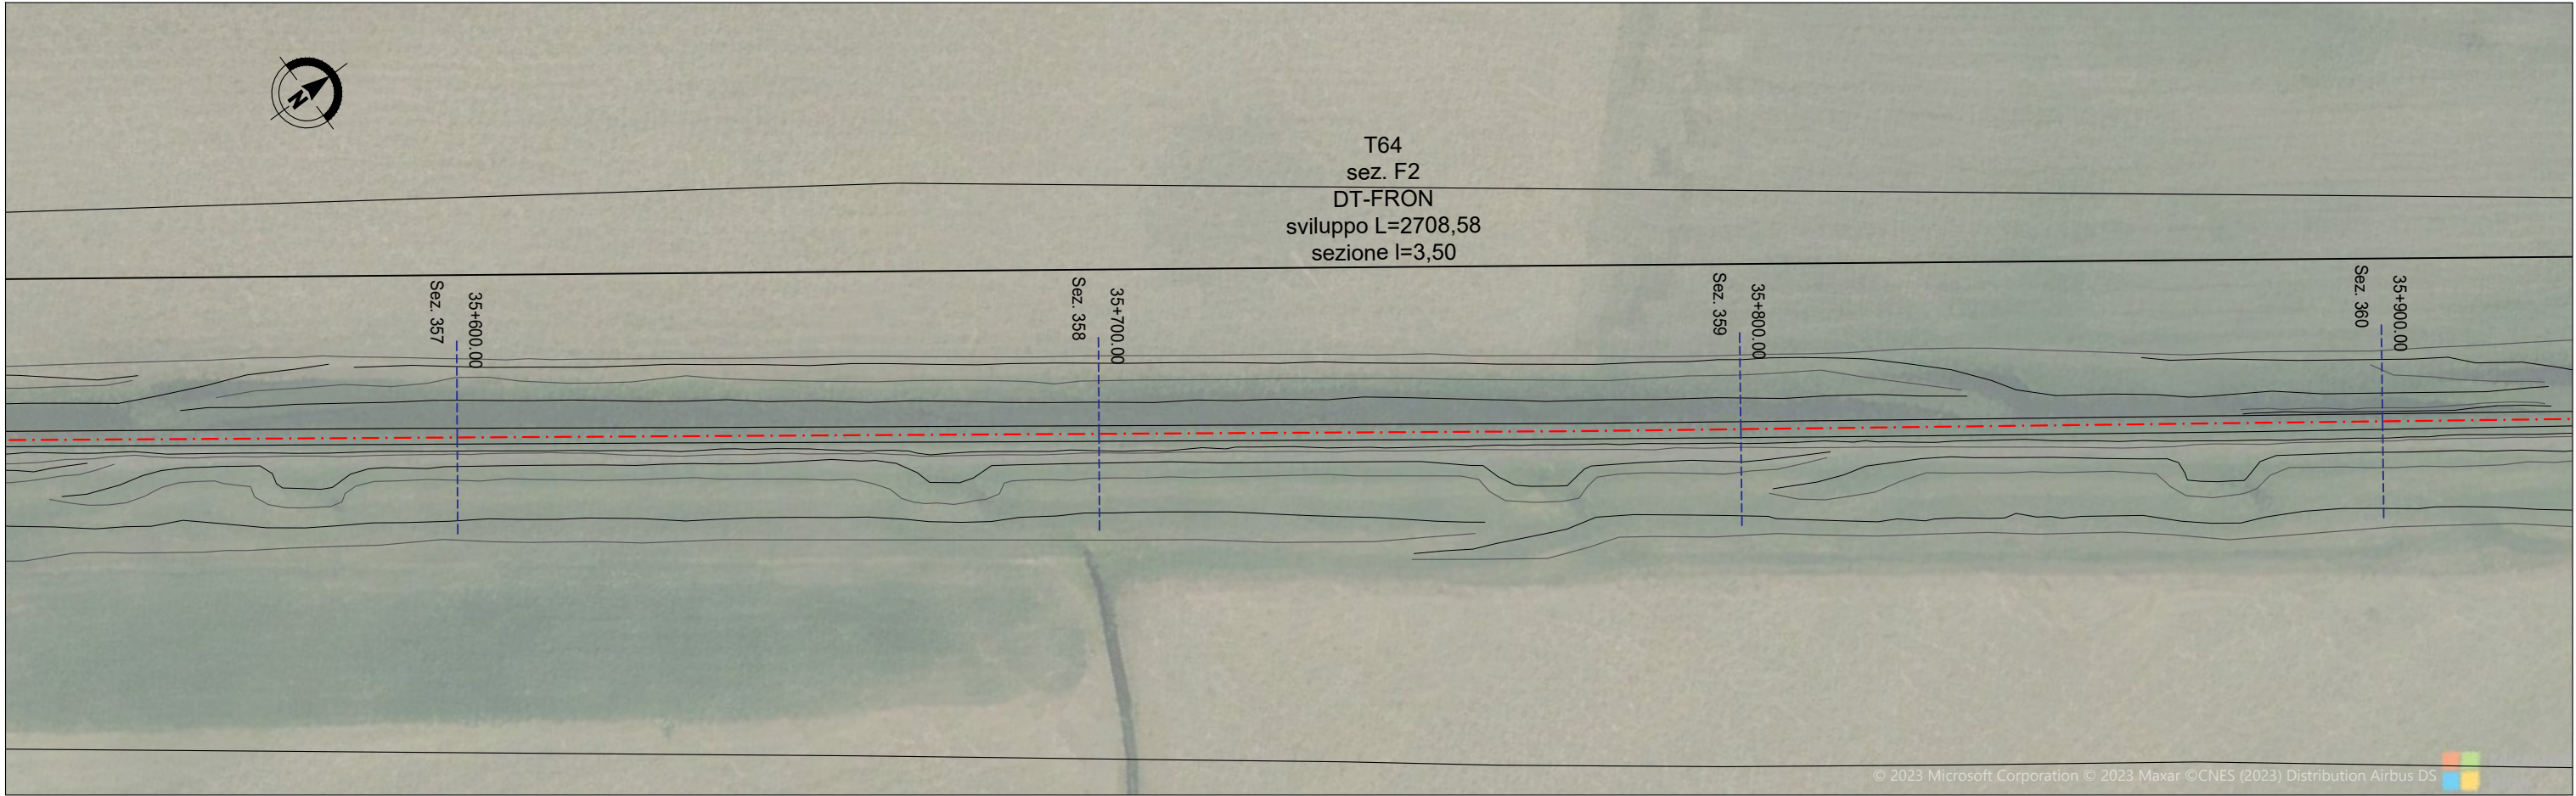 N
T64
sez. F2
DT-FRON
sviluppo L=2708,58
sezione l=3,50
Sez. 357
35+600.00
Sez. 358
35+700.00
Sez. 359
35+800.00
Sez. 360
35+900.00
© 2023 Microsoft Corporation © 2023 Maxar ©CNES (2023) Distribution Airbus DS